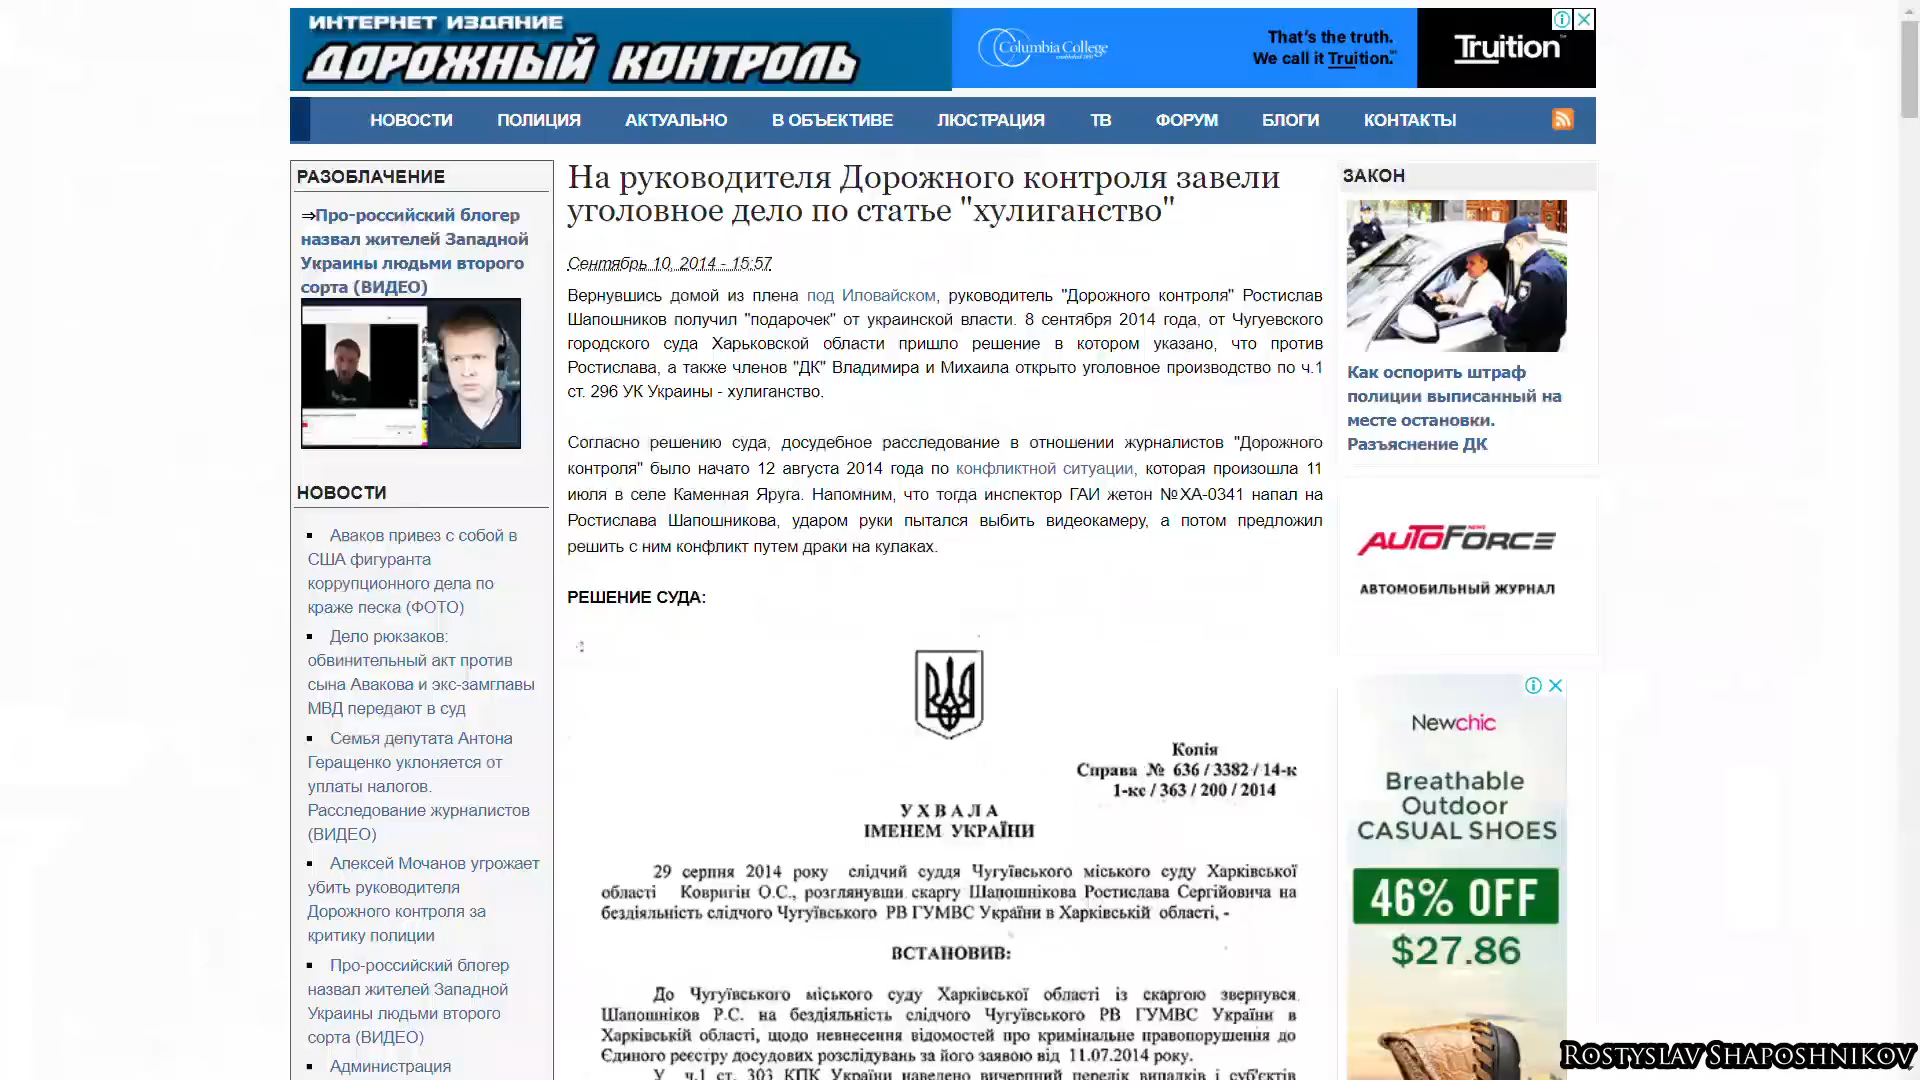 ИНТЕРНЕТ ИЗДАНИЕ
ДОРОЖНЫЙ КОНТРОЛЬ
Columbia College
That's the truth.
We call it Truition.
Truition
НОВОСТИ ПОЛИЦИЯ АКТУАЛЬНО В ОБЪЕКТИВЕ ЛЮСТРАЦИЯ ТВ ФОРУМ БЛОГИ КОНТАКТЫ
РАЗОБЛАЧЕНИЕ
⇒Про-российский блогер
назвал жителей Западной
Украины людьми второго
сорта (ВИДЕО)
НОВОСТИ
Аваков привез с собой в
США фигуранта
коррупционного дела по
краже песка (ФОТО)
Дело рюкзаков:
обвинительный акт против
сына Авакова и экс-замглавы
МВД передают в суд
Семья депутата Антона
Геращенко уклоняется от
уплаты налогов.
Расследование журналистов
(ВИДЕО)
Алексей Мочанов угрожает
убить руководителя
Дорожного контроля за
критику полиции
Про-российский блогер
назвал жителей Западной
Украины людьми второго
сорта (ВИДЕО)
Администрация
На руководителя Дорожного контроля завели
уголовное дело по статье "хулиганство"
Сентябрь 10, 2014 - 15:57
Вернувшись домой из плена под Иловайском, руководитель "Дорожного контроля" Ростислав
Шапошников получил "подарочек" от украинской власти. 8 сентября 2014 года, от Чугуевского
городского суда Харьковской области пришло решение в котором указано, что против
Ростислава, а также членов "ДК" Владимира и Михаила открыто уголовное производство по ч.1
ст. 296 УК Украины - хулиганство.
Согласно решению суда, досудебное расследование в отношении журналистов "Дорожного
контроля" было начато 12 августа 2014 года по конфликтной ситуации, которая произошла 11
июля в селе Каменная Яруга. Напомним, что тогда инспектор ГАИ жетон №ХА-0341 напал на
Ростислава Шапошникова, ударом руки пытался выбить видеокамеру, а потом предложил
решить с ним конфликт путем драки на кулаках.
РЕШЕНИЕ СУДА:
Копія
Справа № 636 / 3382 / 14-к
1-кс / 363 / 200 / 2014
У Х В А Л А
ІМЕНЕМ УКРАЇНИ
29 серпня 2014 року слідчий суддя Чугуївського міського суду Харківської
області Ковригін О.С., розглянувши скаргу Шапошнікова Ростислава Сергійовича на
бездіяльність слідчого Чугуївського РВ ГУМВС України в Харківській області, -
ВСТАНОВИВ:
До Чугуївського міського суду Харківської області із скаргою звернувся
Шапошніков Р.С. на бездіяльність слідчого Чугуївського РВ ГУМВС України в
Харківській області, щодо невнесення відомостей про кримінальне правопорушення до
Єдиного реєстру досудових розслідувань за його заявою від 11.07.2014 року.
У ч.1 ст. 303 КПК України наведено вичерпний перелік випадків і суб'єктів
ЗАКОН
Как оспорить штраф
полиции выписанный на
месте остановки.
Разъяснение ДК
AUTOFORCE
NEWS
АВТОМОБИЛЬНЫЙ ЖУРНАЛ
Newchic
Breathable
Outdoor
CASUAL SHOES
46% OFF
$27.86
ROSTYSLAV SHAPOSHNIKOV